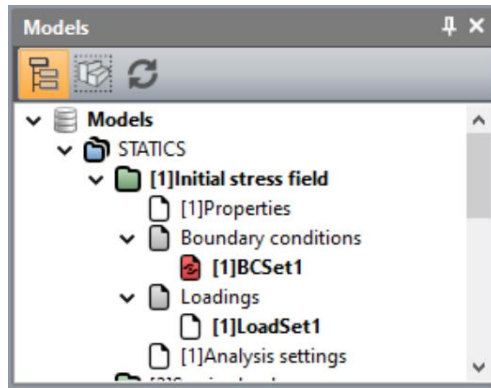 Models
Models
STATICS
[1]Initial stress field
[1]Properties
Boundary conditions
[1]BCSet1
Loadings
[1]LoadSet1
[1]Analysis settings